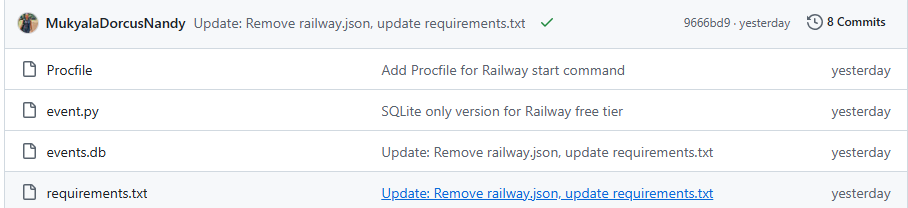 MukyalaDorcusNandy Update: Remove railway.json, update requirements.txt 9666bd9 · yesterday 8 Commits
Procfile Add Procfile for Railway start command yesterday
event.py SQLite only version for Railway free tier yesterday
events.db Update: Remove railway.json, update requirements.txt yesterday
requirements.txt Update: Remove railway.json, update requirements.txt yesterday